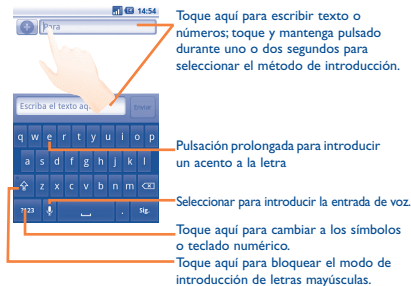 14:54
Para
Toque aquí para escribir texto o
números; toque y mantenga pulsado
durante uno o dos segundos para
seleccionar el método de introducción.
Escriba el texto aq
Enviar
q w e r t y u i o p
a s d f g h j k l
z x c v b n m
?123 . Sig.
Pulsación prolongada para introducir
un acento a la letra
Seleccionar para introducir la entrada de voz.
Toque aquí para cambiar a los símbolos
o teclado numérico.
Toque aquí para bloquear el modo de
introducción de letras mayúsculas.